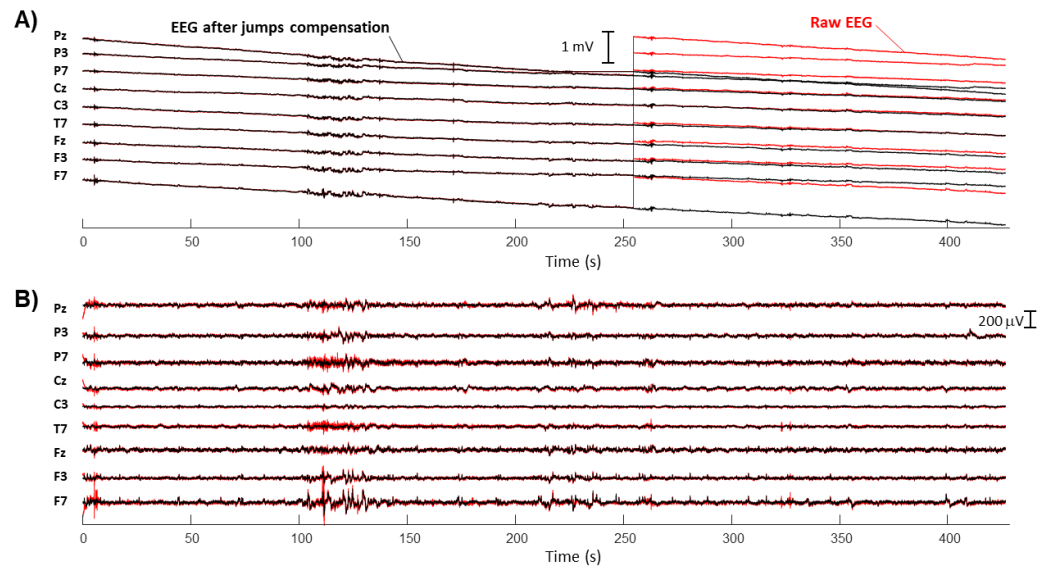 A)
EEG after jumps compensation
Raw EEG
1 mV
Pz
P3
P7
Cz
C3
T7
Fz
F3
F7
0 50 100 150 200 250 300 350 400
Time (s)
B)
200 μV
Pz
P3
P7
Cz
C3
T7
Fz
F3
F7
0 50 100 150 200 250 300 350 400
Time (s)